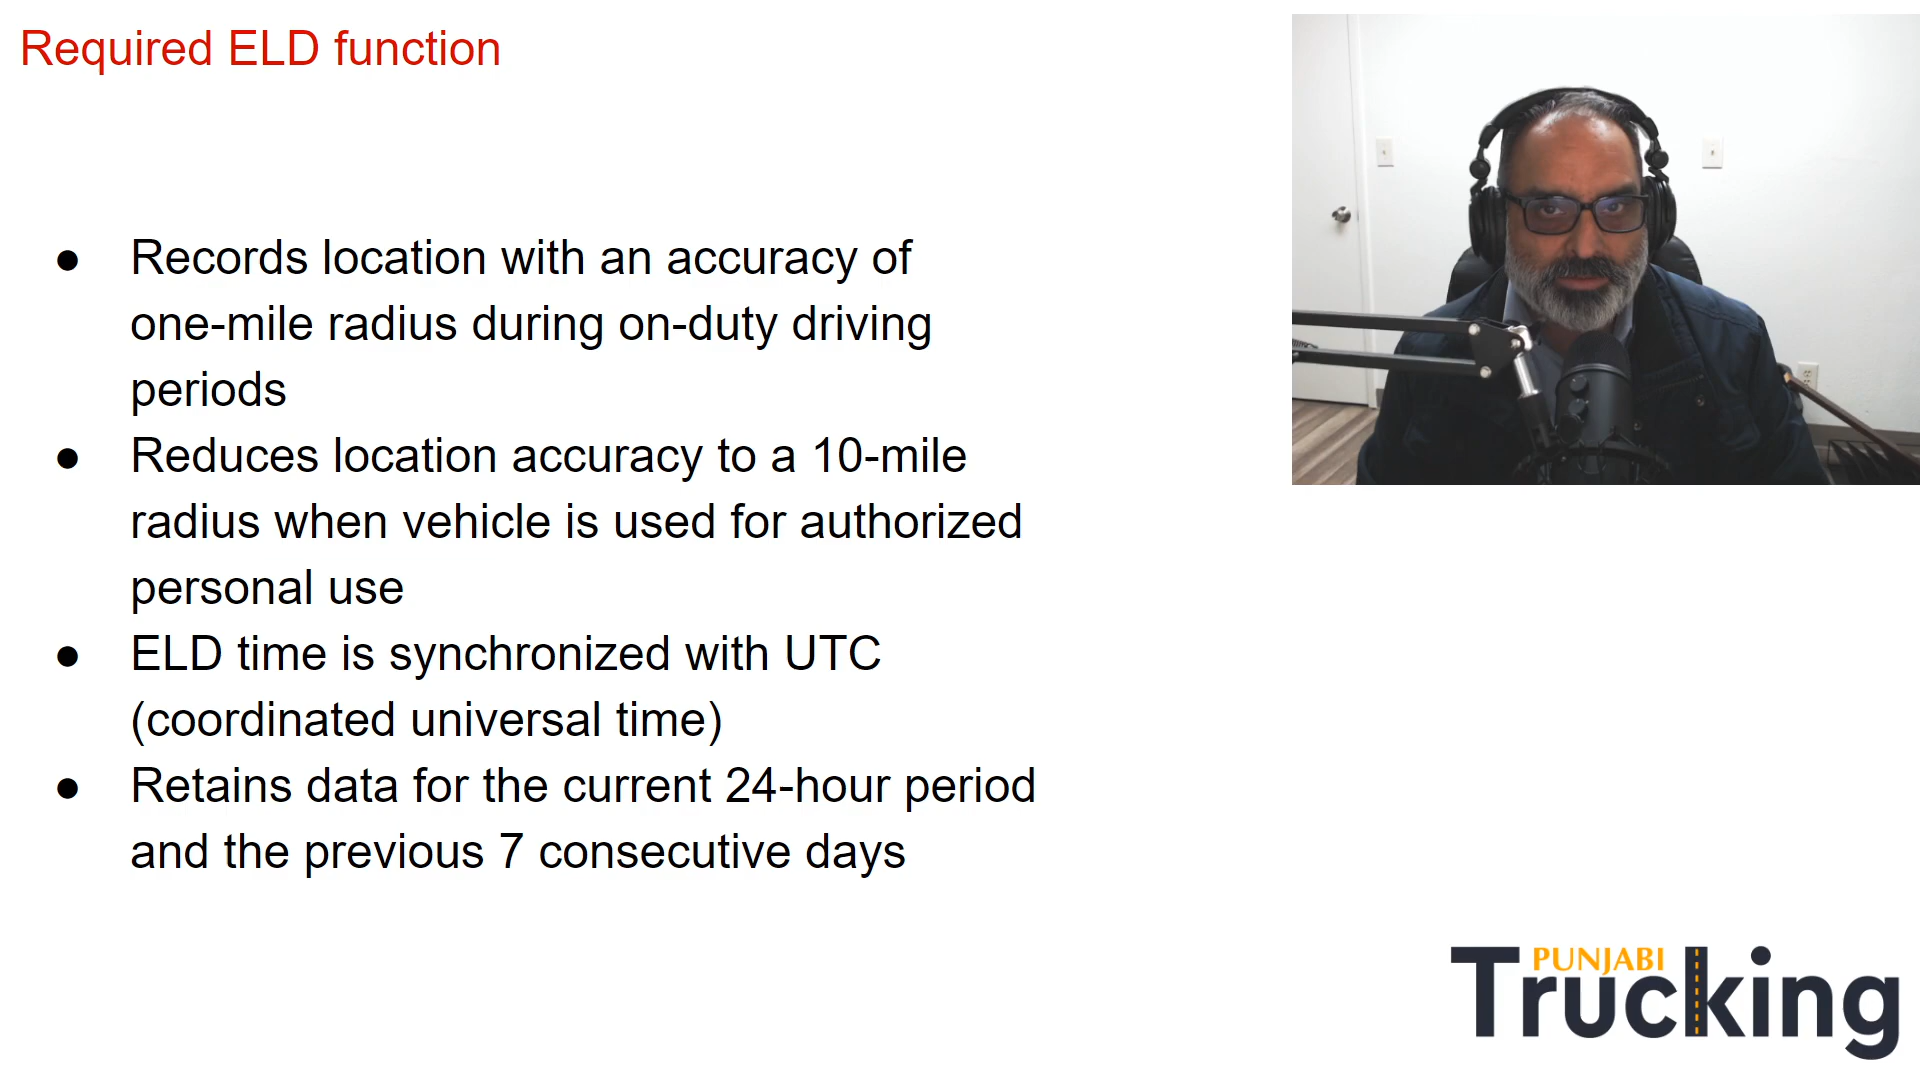 Required ELD function
● Records location with an accuracy of
one-mile radius during on-duty driving
periods
● Reduces location accuracy to a 10-mile
radius when vehicle is used for authorized
personal use
● ELD time is synchronized with UTC
(coordinated universal time)
● Retains data for the current 24-hour period
and the previous 7 consecutive days
PUNJABI
Trucking